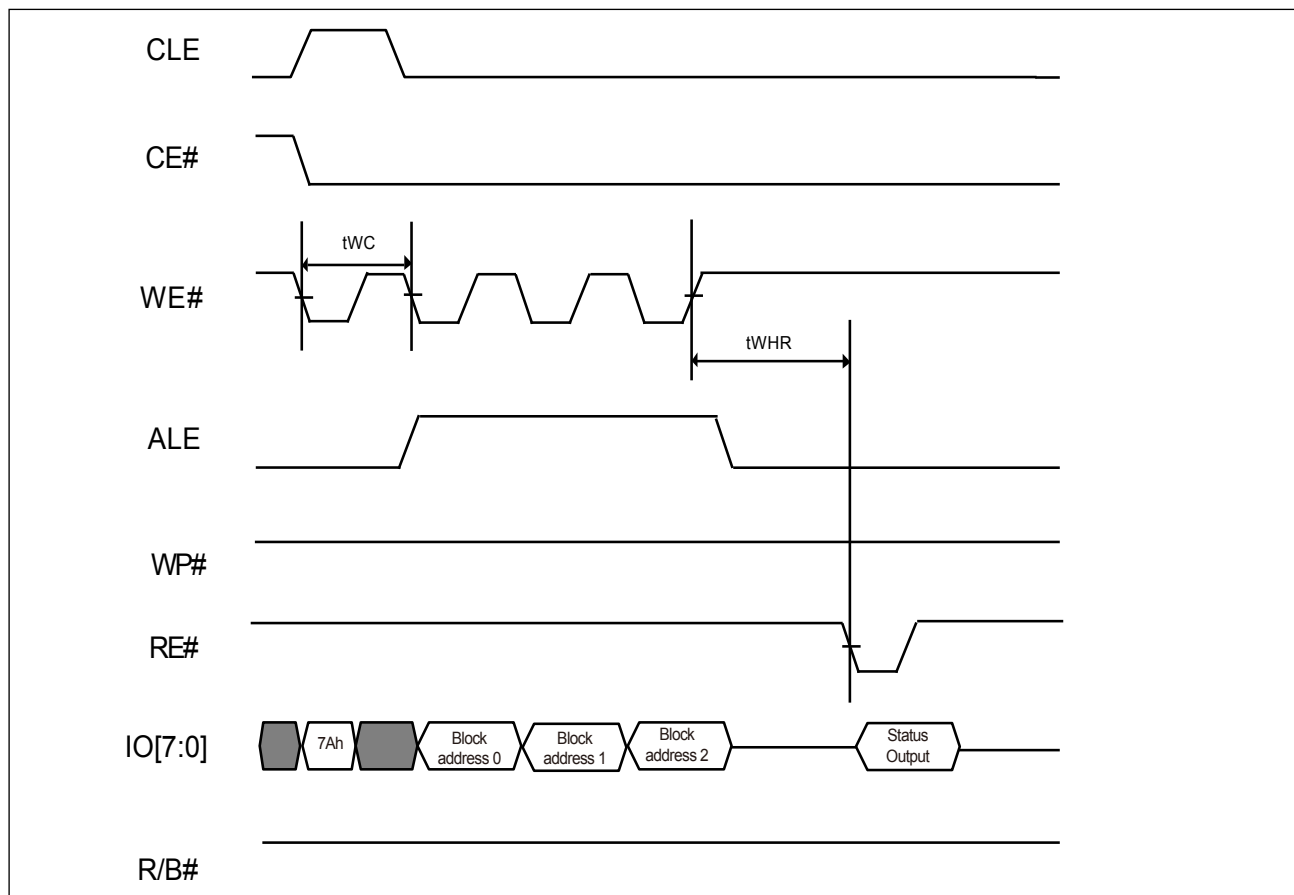 CLE
CE#
tWC
WE#
tWHR
ALE
WP#
RE#
IO[7:0]
7Ah
Block
address 0
Block
address 1
Block
address 2
Status
Output
R/B#